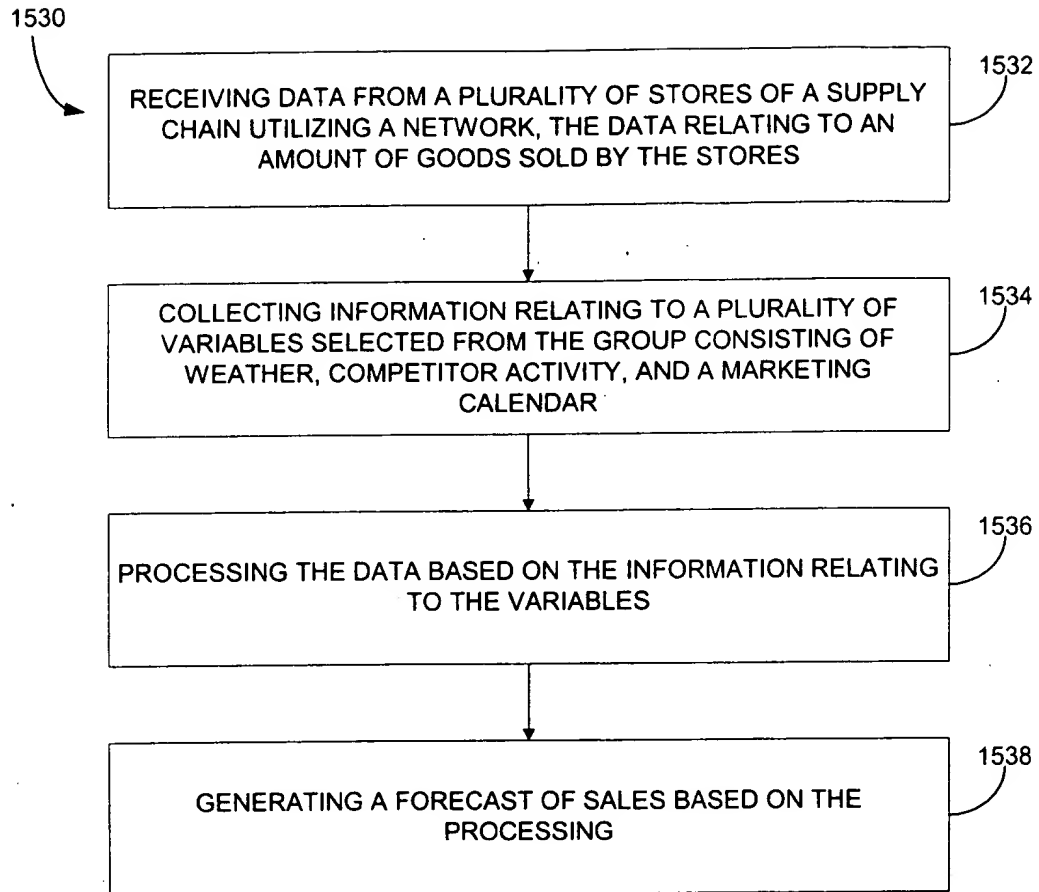 1530
1532
RECEIVING DATA FROM A PLURALITY OF STORES OF A SUPPLY
CHAIN UTILIZING A NETWORK, THE DATA RELATING TO AN
AMOUNT OF GOODS SOLD BY THE STORES
1534
COLLECTING INFORMATION RELATING TO A PLURALITY OF
VARIABLES SELECTED FROM THE GROUP CONSISTING OF
WEATHER, COMPETITOR ACTIVITY, AND A MARKETING
CALENDAR
1536
PROCESSING THE DATA BASED ON THE INFORMATION RELATING
TO THE VARIABLES
1538
GENERATING A FORECAST OF SALES BASED ON THE
PROCESSING